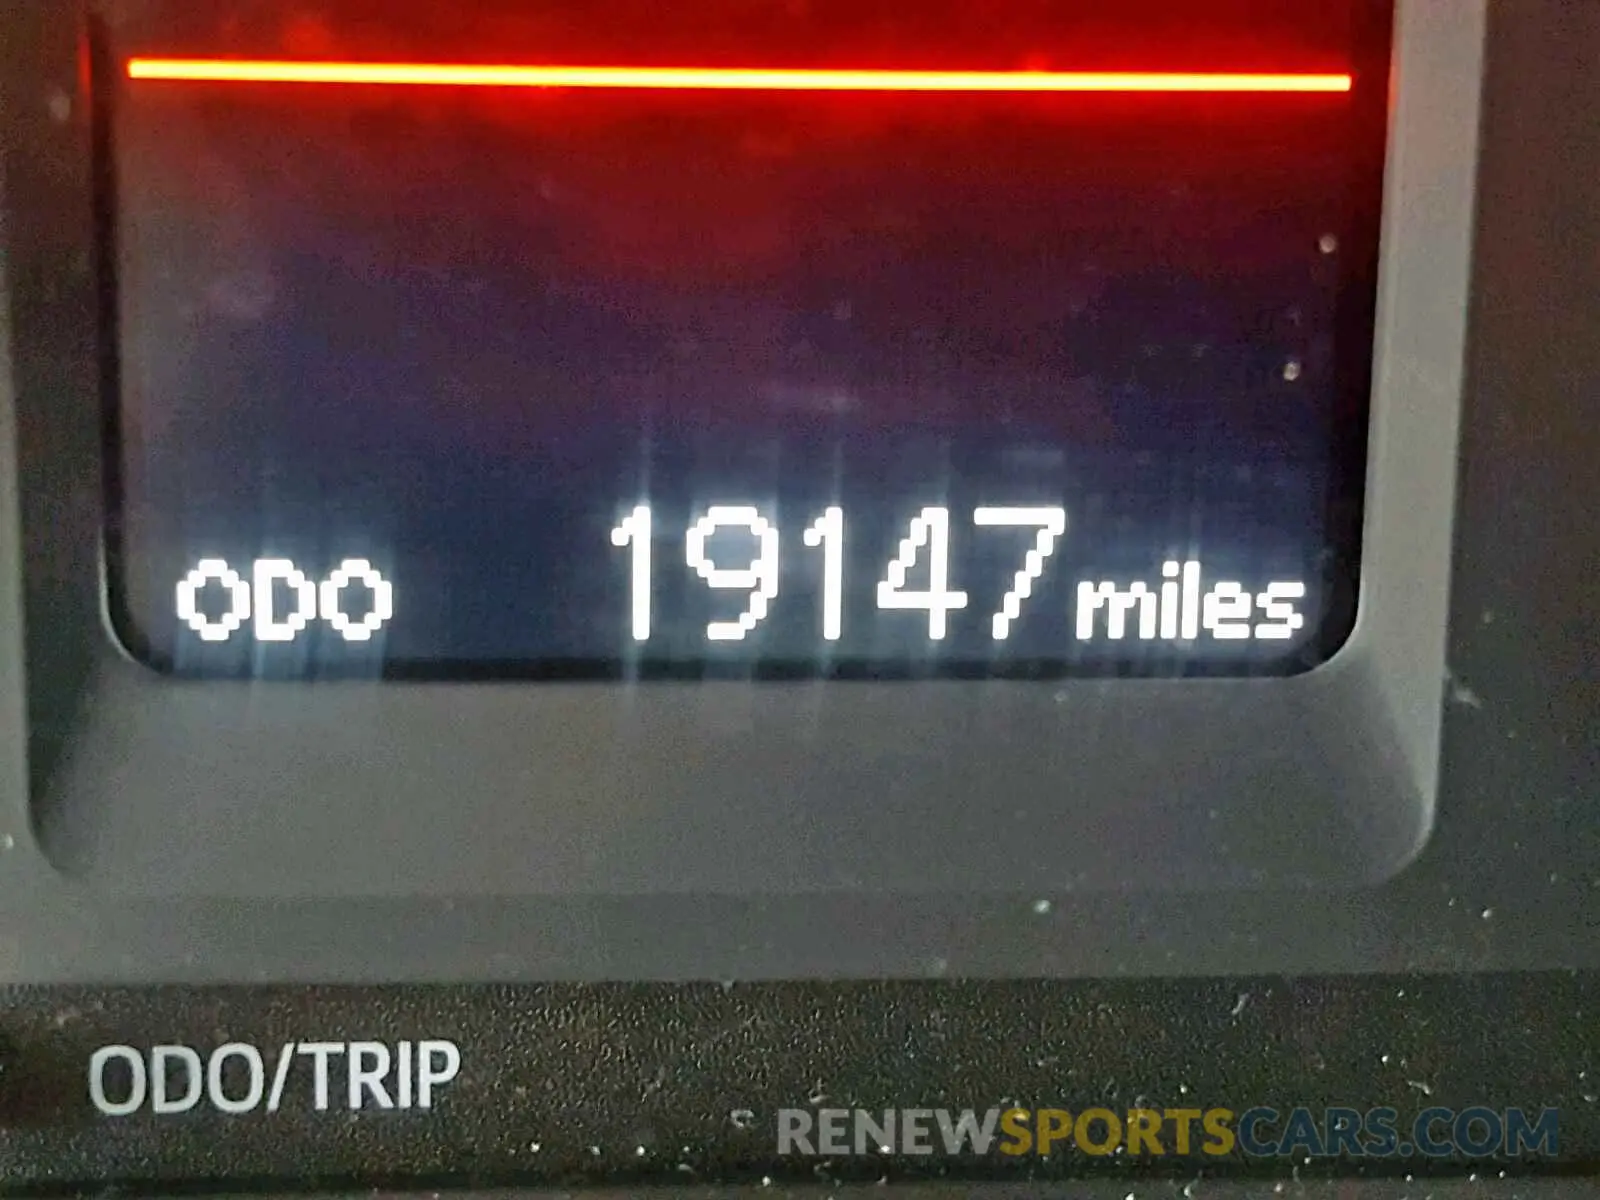 ODO 19147 miles
ODO/TRIP
RENEWSPORTSCARS.COM